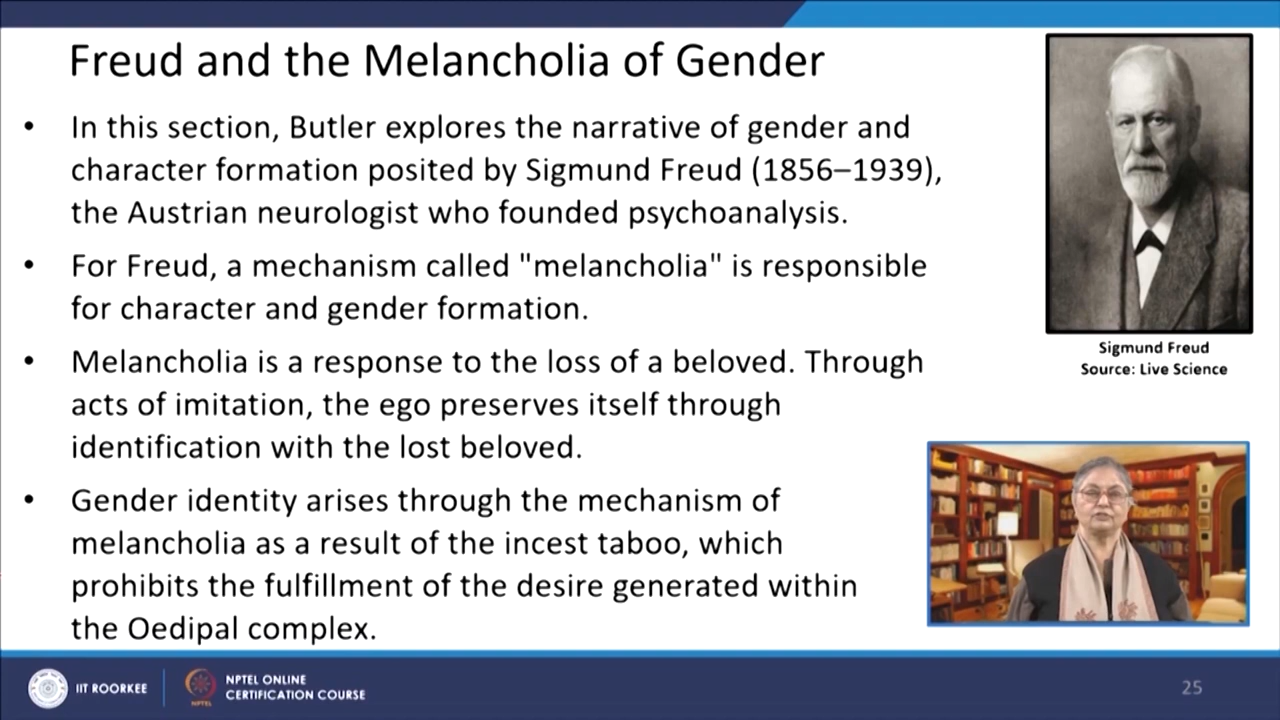 Freud and the Melancholia of Gender
• In this section, Butler explores the narrative of gender and
character formation posited by Sigmund Freud (1856–1939),
the Austrian neurologist who founded psychoanalysis.
• For Freud, a mechanism called "melancholia" is responsible
for character and gender formation.
• Melancholia is a response to the loss of a beloved. Through
acts of imitation, the ego preserves itself through
identification with the lost beloved.
• Gender identity arises through the mechanism of
melancholia as a result of the incest taboo, which
prohibits the fulfillment of the desire generated within
the Oedipal complex.
Sigmund Freud
Source: Live Science
IIT ROORKEE
NPTEL
NPTEL ONLINE
CERTIFICATION COURSE
25